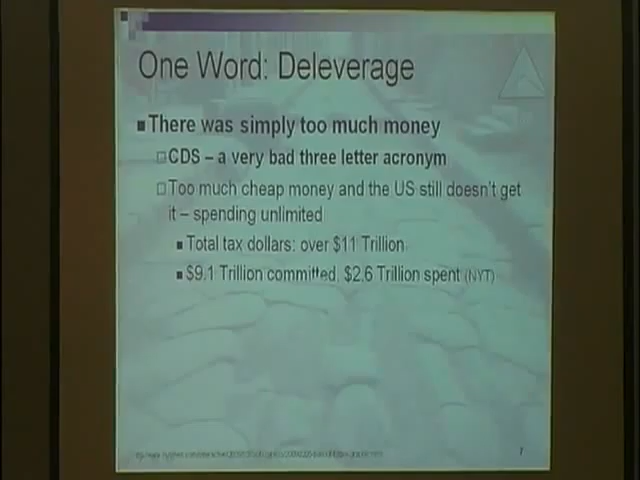 One Word: Deleverage
There was simply too much money
CDS – a very bad three letter acronym
Too much cheap money and the US still doesn't get
it – spending unlimited
Total tax dollars: over $11 Trillion
$9.1 Trillion committed, $2.6 Trillion spent (NYT)
7